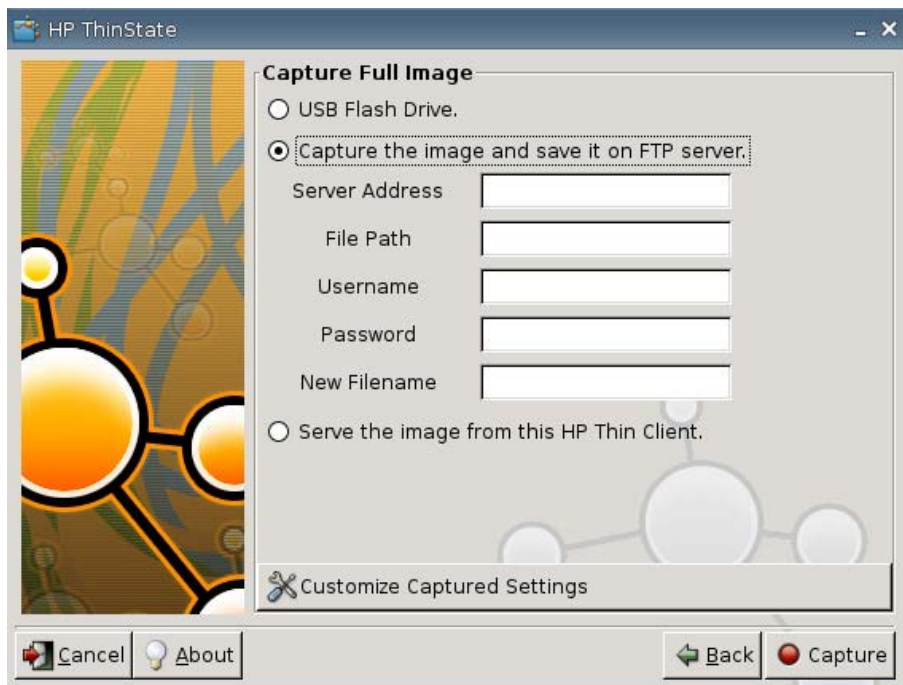 HP ThinState
Capture Full Image
USB Flash Drive.
Capture the image and save it on FTP server.
Server Address
File Path
Username
Password
New Filename
Serve the image from this HP Thin Client.
Customize Captured Settings
Cancel
About
Back
Capture